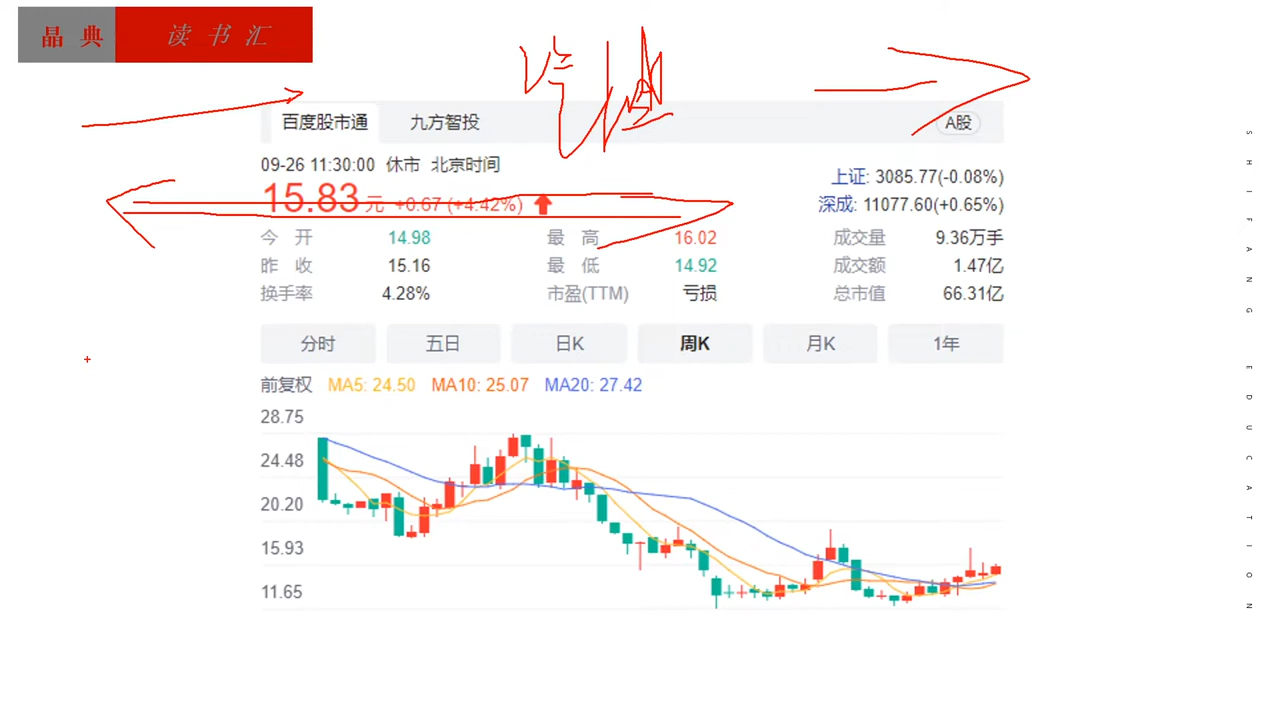 晶典 读书汇
百度股市通 九方智投 A股
09-26 11:30:00 休市 北京时间
15.83 元 +0.67 (+4.42%)
上证: 3085.77(-0.08%)
深成: 11077.60(+0.65%)
今开 14.98 最高 16.02 成交量 9.36万手
昨收 15.16 最低 14.92 成交额 1.47亿
换手率 4.28% 市盈(TTM) 亏损 总市值 66.31亿
分时 五日 日K 周K 月K 1年
前复权 MA5: 24.50 MA10: 25.07 MA20: 27.42
28.75
24.48
20.20
15.93
11.65
SHIFANG EDUCATION